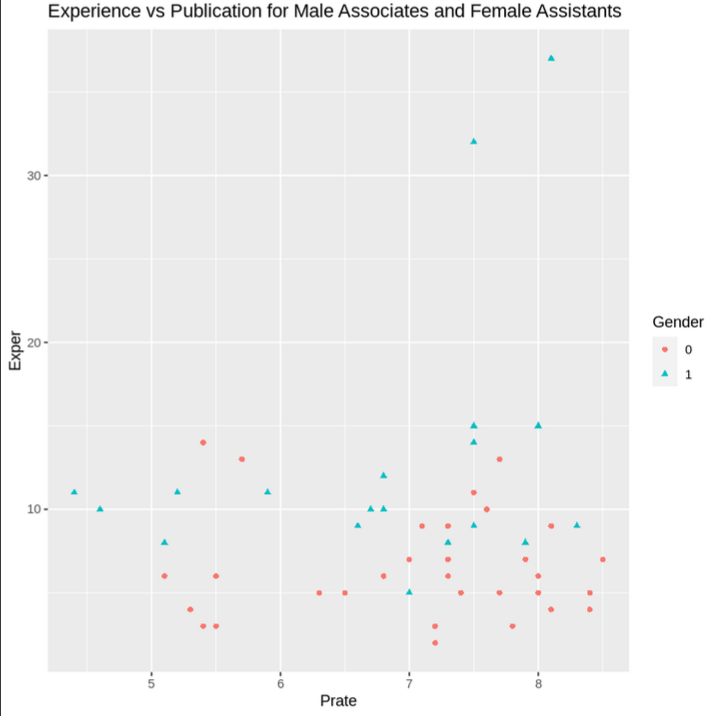 Experience vs Publication for Male Associates and Female Assistants
30
20
10
Exper
5 6 7 8
Prate
Gender
0
1